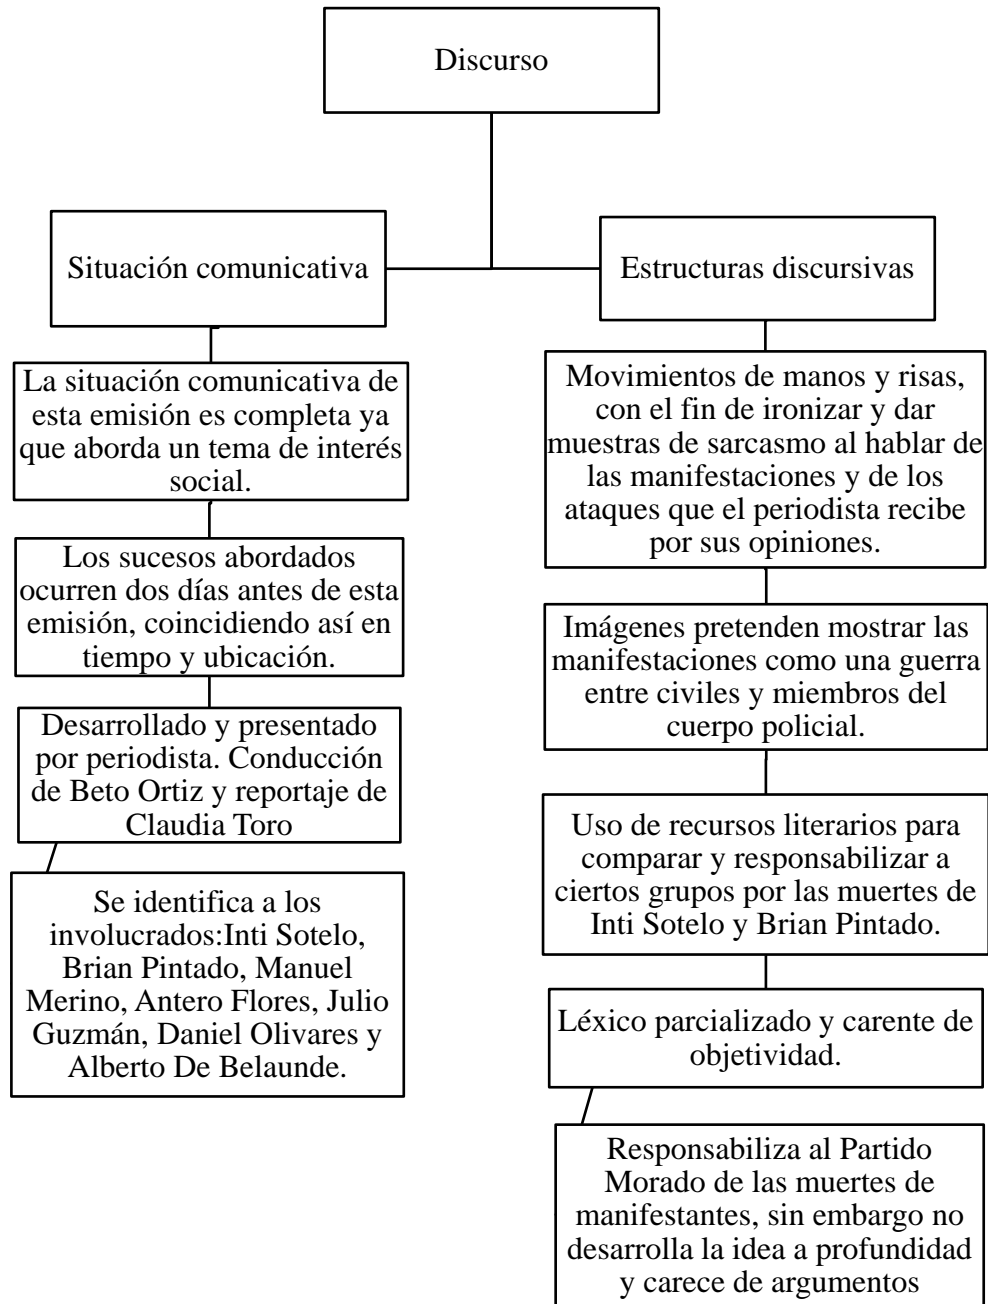 Discurso
Situación comunicativa
La situación comunicativa de
esta emisión es completa ya
que aborda un tema de interés
social.
Los sucesos abordados
ocurren dos días antes de esta
emisión, coincidiendo así en
tiempo y ubicación.
Desarrollado y presentado
por periodista. Conducción
de Beto Ortiz y reportaje de
Claudia Toro
Se identifica a los
involucrados:Inti Sotelo,
Brian Pintado, Manuel
Merino, Antero Flores, Julio
Guzmán, Daniel Olivares y
Alberto De Belaunde.
Estructuras discursivas
Movimientos de manos y risas,
con el fin de ironizar y dar
muestras de sarcasmo al hablar de
las manifestaciones y de los
ataques que el periodista recibe
por sus opiniones.
Imágenes pretenden mostrar las
manifestaciones como una guerra
entre civiles y miembros del
cuerpo policial.
Uso de recursos literarios para
comparar y responsabilizar a
ciertos grupos por las muertes de
Inti Sotelo y Brian Pintado.
Léxico parcializado y carente de
objetividad.
Responsabiliza al Partido
Morado de las muertes de
manifestantes, sin embargo no
desarrolla la idea a profundidad
y carece de argumentos